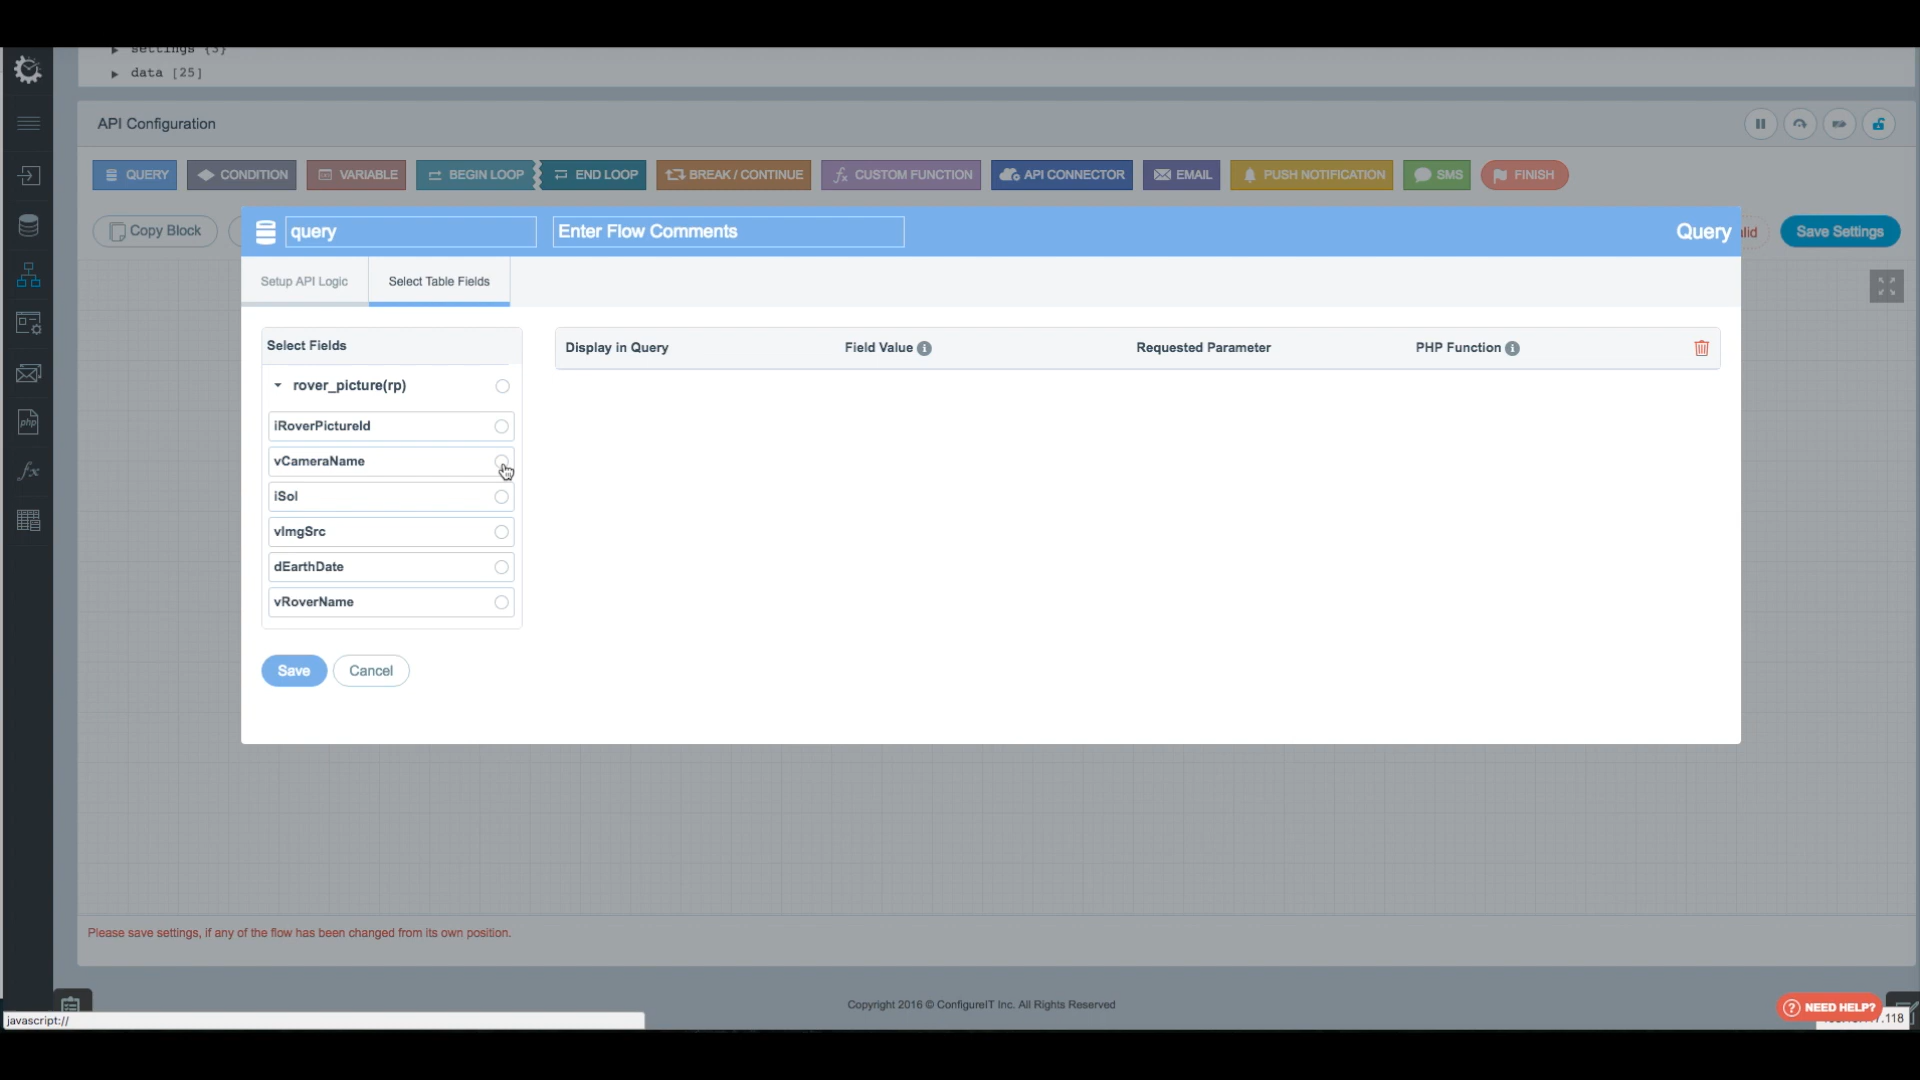 settings {3}
data [25]
API Configuration
QUERY CONDITION VARIABLE BEGIN LOOP END LOOP BREAK / CONTINUE CUSTOM FUNCTION API CONNECTOR EMAIL PUSH NOTIFICATION SMS FINISH
Copy Block
query Enter Flow Comments Query
Save Settings
Setup API Logic Select Table Fields
Select Fields
Display in Query Field Value Requested Parameter PHP Function
rover_picture(rp)
iRoverPictureId
vCameraName
iSol
vImgSrc
dEarthDate
vRoverName
Save Cancel
Please save settings, if any of the flow has been changed from its own position.
Copyright 2016 © ConfigureIT Inc. All Rights Reserved
NEED HELP?
javascript://
php
fx